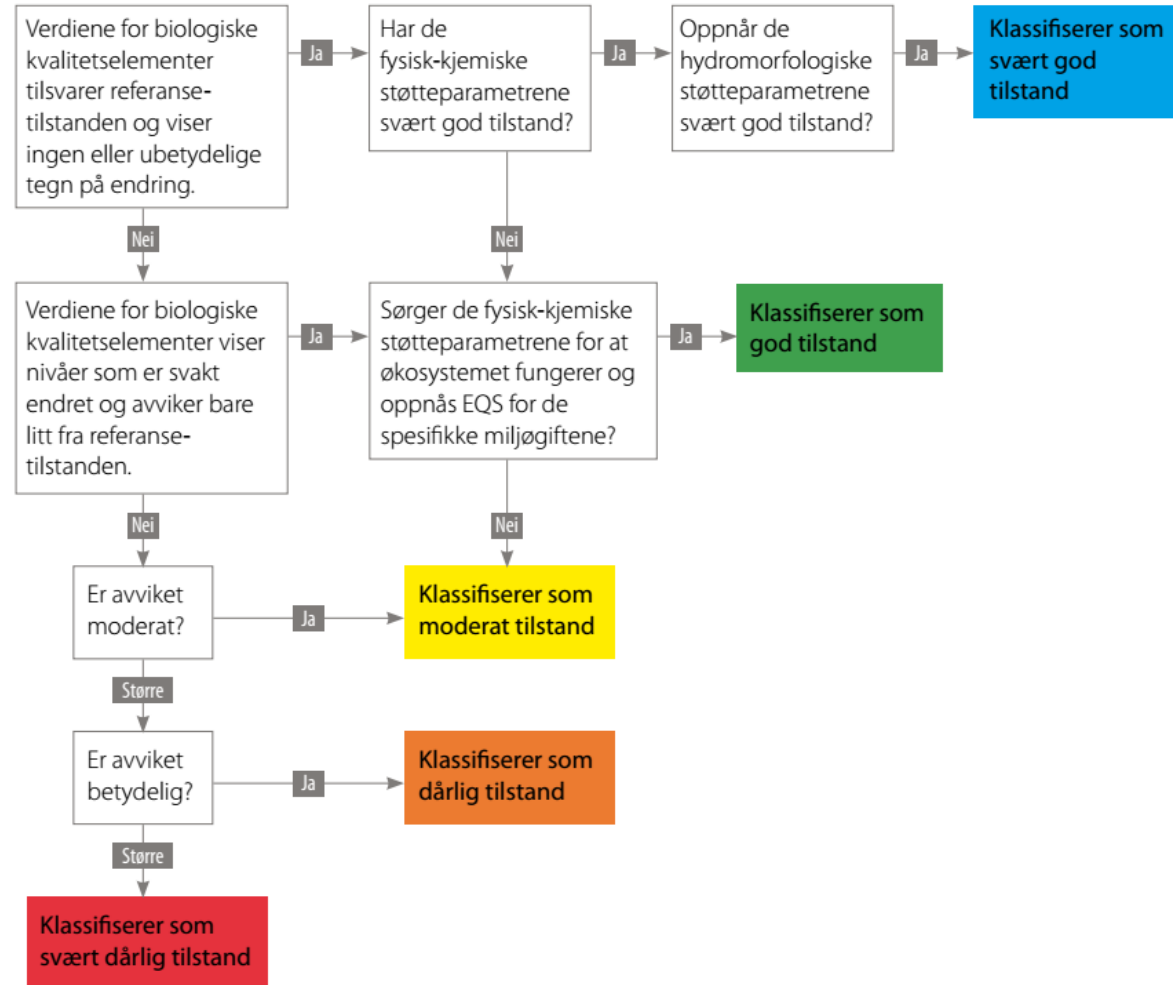 Verdiene for biologiske
kvalitetselementer
tilsvarer referanse-
tilstanden og viser
ingen eller ubetydelige
tegn på endring.
Ja
Har de
fysisk-kjemiske
støtteparametrene
svært god tilstand?
Ja
Oppnår de
hydromorfologiske
støtteparametrene
svært god tilstand?
Ja
Klassifiserer som
svært god
tilstand
Nei
Nei
Verdiene for biologiske
kvalitetselementer viser
nivåer som er svakt
endret og avviker bare
litt fra referanse-
tilstanden.
Ja
Sørger de fysisk-kjemiske
støtteparametrene for at
økosystemet fungerer og
oppnås EQS for de
spesifikke miljøgiftene?
Ja
Klassifiserer som
god tilstand
Nei
Nei
Er avviket
moderat?
Ja
Klassifiserer som
moderat tilstand
Større
Er avviket
betydelig?
Ja
Klassifiserer som
dårlig tilstand
Større
Klassifiserer som
svært dårlig tilstand